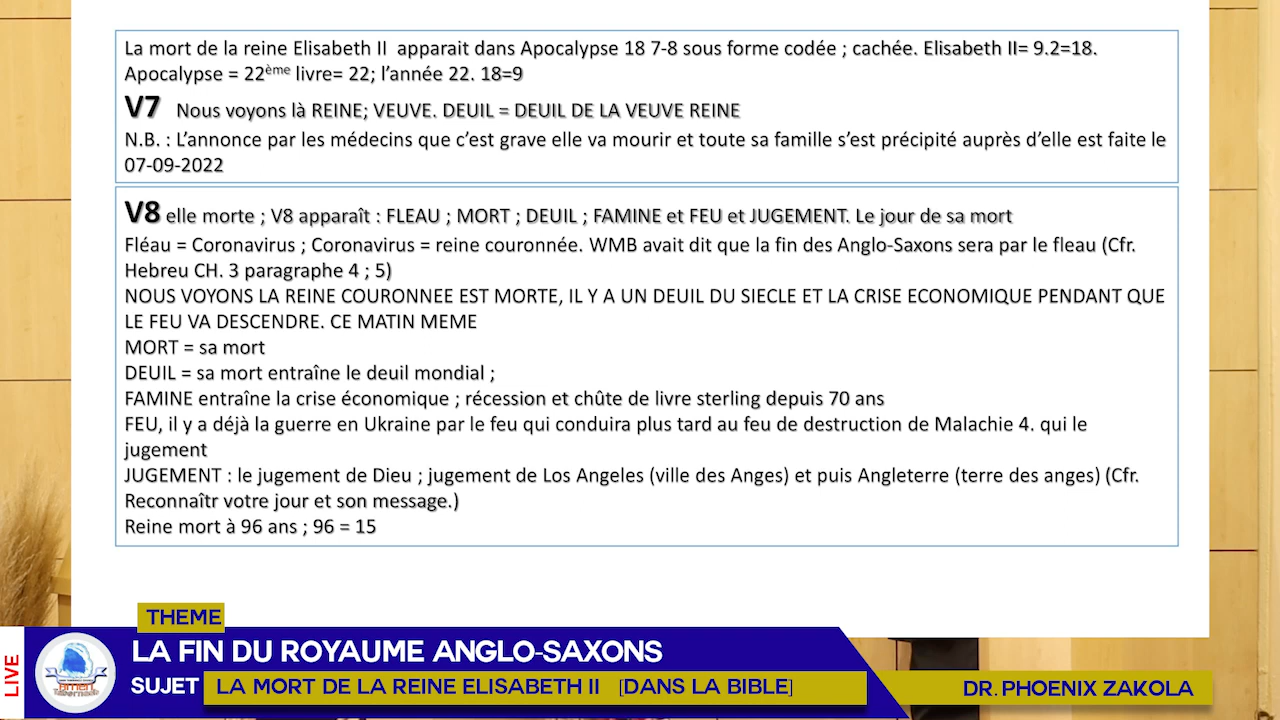 La mort de la reine Elisabeth II apparait dans Apocalypse 18 7-8 sous forme codée ; cachée. Elisabeth II= 9.2=18.
Apocalypse = 22ème livre= 22; l'année 22. 18=9
V7 Nous voyons là REINE; VEUVE. DEUIL = DEUIL DE LA VEUVE REINE
N.B. : L'annonce par les médecins que c'est grave elle va mourir et toute sa famille s'est précipité auprès d'elle est faite le
07-09-2022
V8 elle morte ; V8 apparaît : FLEAU ; MORT ; DEUIL ; FAMINE et FEU et JUGEMENT. Le jour de sa mort
Fléau = Coronavirus ; Coronavirus = reine couronnée. WMB avait dit que la fin des Anglo-Saxons sera par le fleau (Cfr.
Hebreu CH. 3 paragraphe 4 ; 5)
NOUS VOYONS LA REINE COURONNEE EST MORTE, IL Y A UN DEUIL DU SIECLE ET LA CRISE ECONOMIQUE PENDANT QUE
LE FEU VA DESCENDRE. CE MATIN MEME
MORT = sa mort
DEUIL = sa mort entraîne le deuil mondial ;
FAMINE entraîne la crise économique ; récession et chûte de livre sterling depuis 70 ans
FEU, il y a déjà la guerre en Ukraine par le feu qui conduira plus tard au feu de destruction de Malachie 4. qui le
jugement
JUGEMENT : le jugement de Dieu ; jugement de Los Angeles (ville des Anges) et puis Angleterre (terre des anges) (Cfr.
Reconnaîtr votre jour et son message.)
Reine mort à 96 ans ; 96 = 15
THEME
LA FIN DU ROYAUME ANGLO-SAXONS
LIVE
SUJET LA MORT DE LA REINE ELISABETH II [DANS LA BIBLE]
DR. PHOENIX ZAKOLA